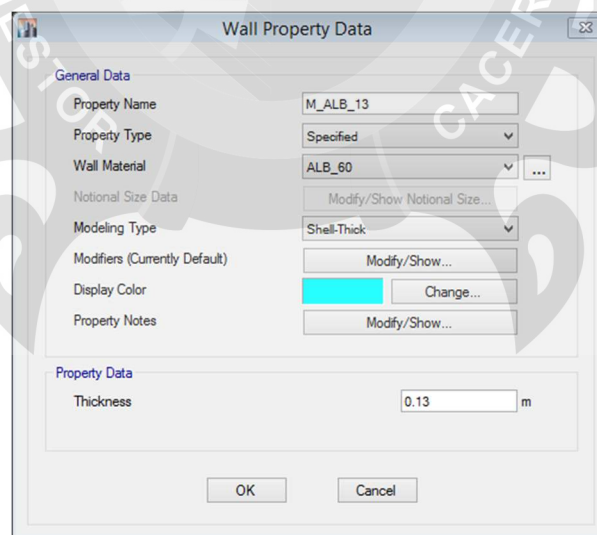 Wall Property Data
General Data
Property Name M_ALB_13
Property Type Specified
Wall Material ALB_60 ...
Notional Size Data Modify/Show Notional Size...
Modeling Type Shell-Thick
Modifiers (Currently Default) Modify/Show...
Display Color Change...
Property Notes Modify/Show...
Property Data
Thickness 0.13 m
OK Cancel